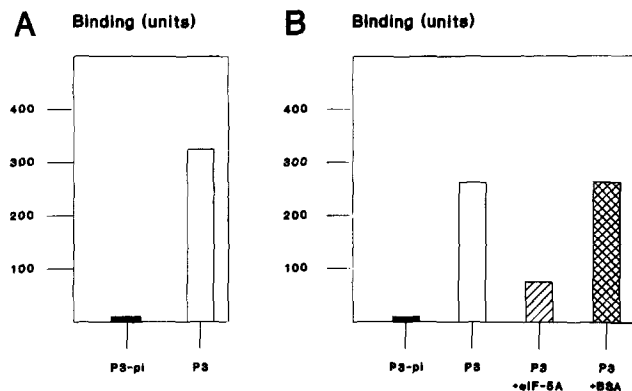 A Binding (units)
400
300
200
100
P3-pi P3
B Binding (units)
400
300
200
100
P3-pi P3 P3 +eIF-5A P3 +BSA